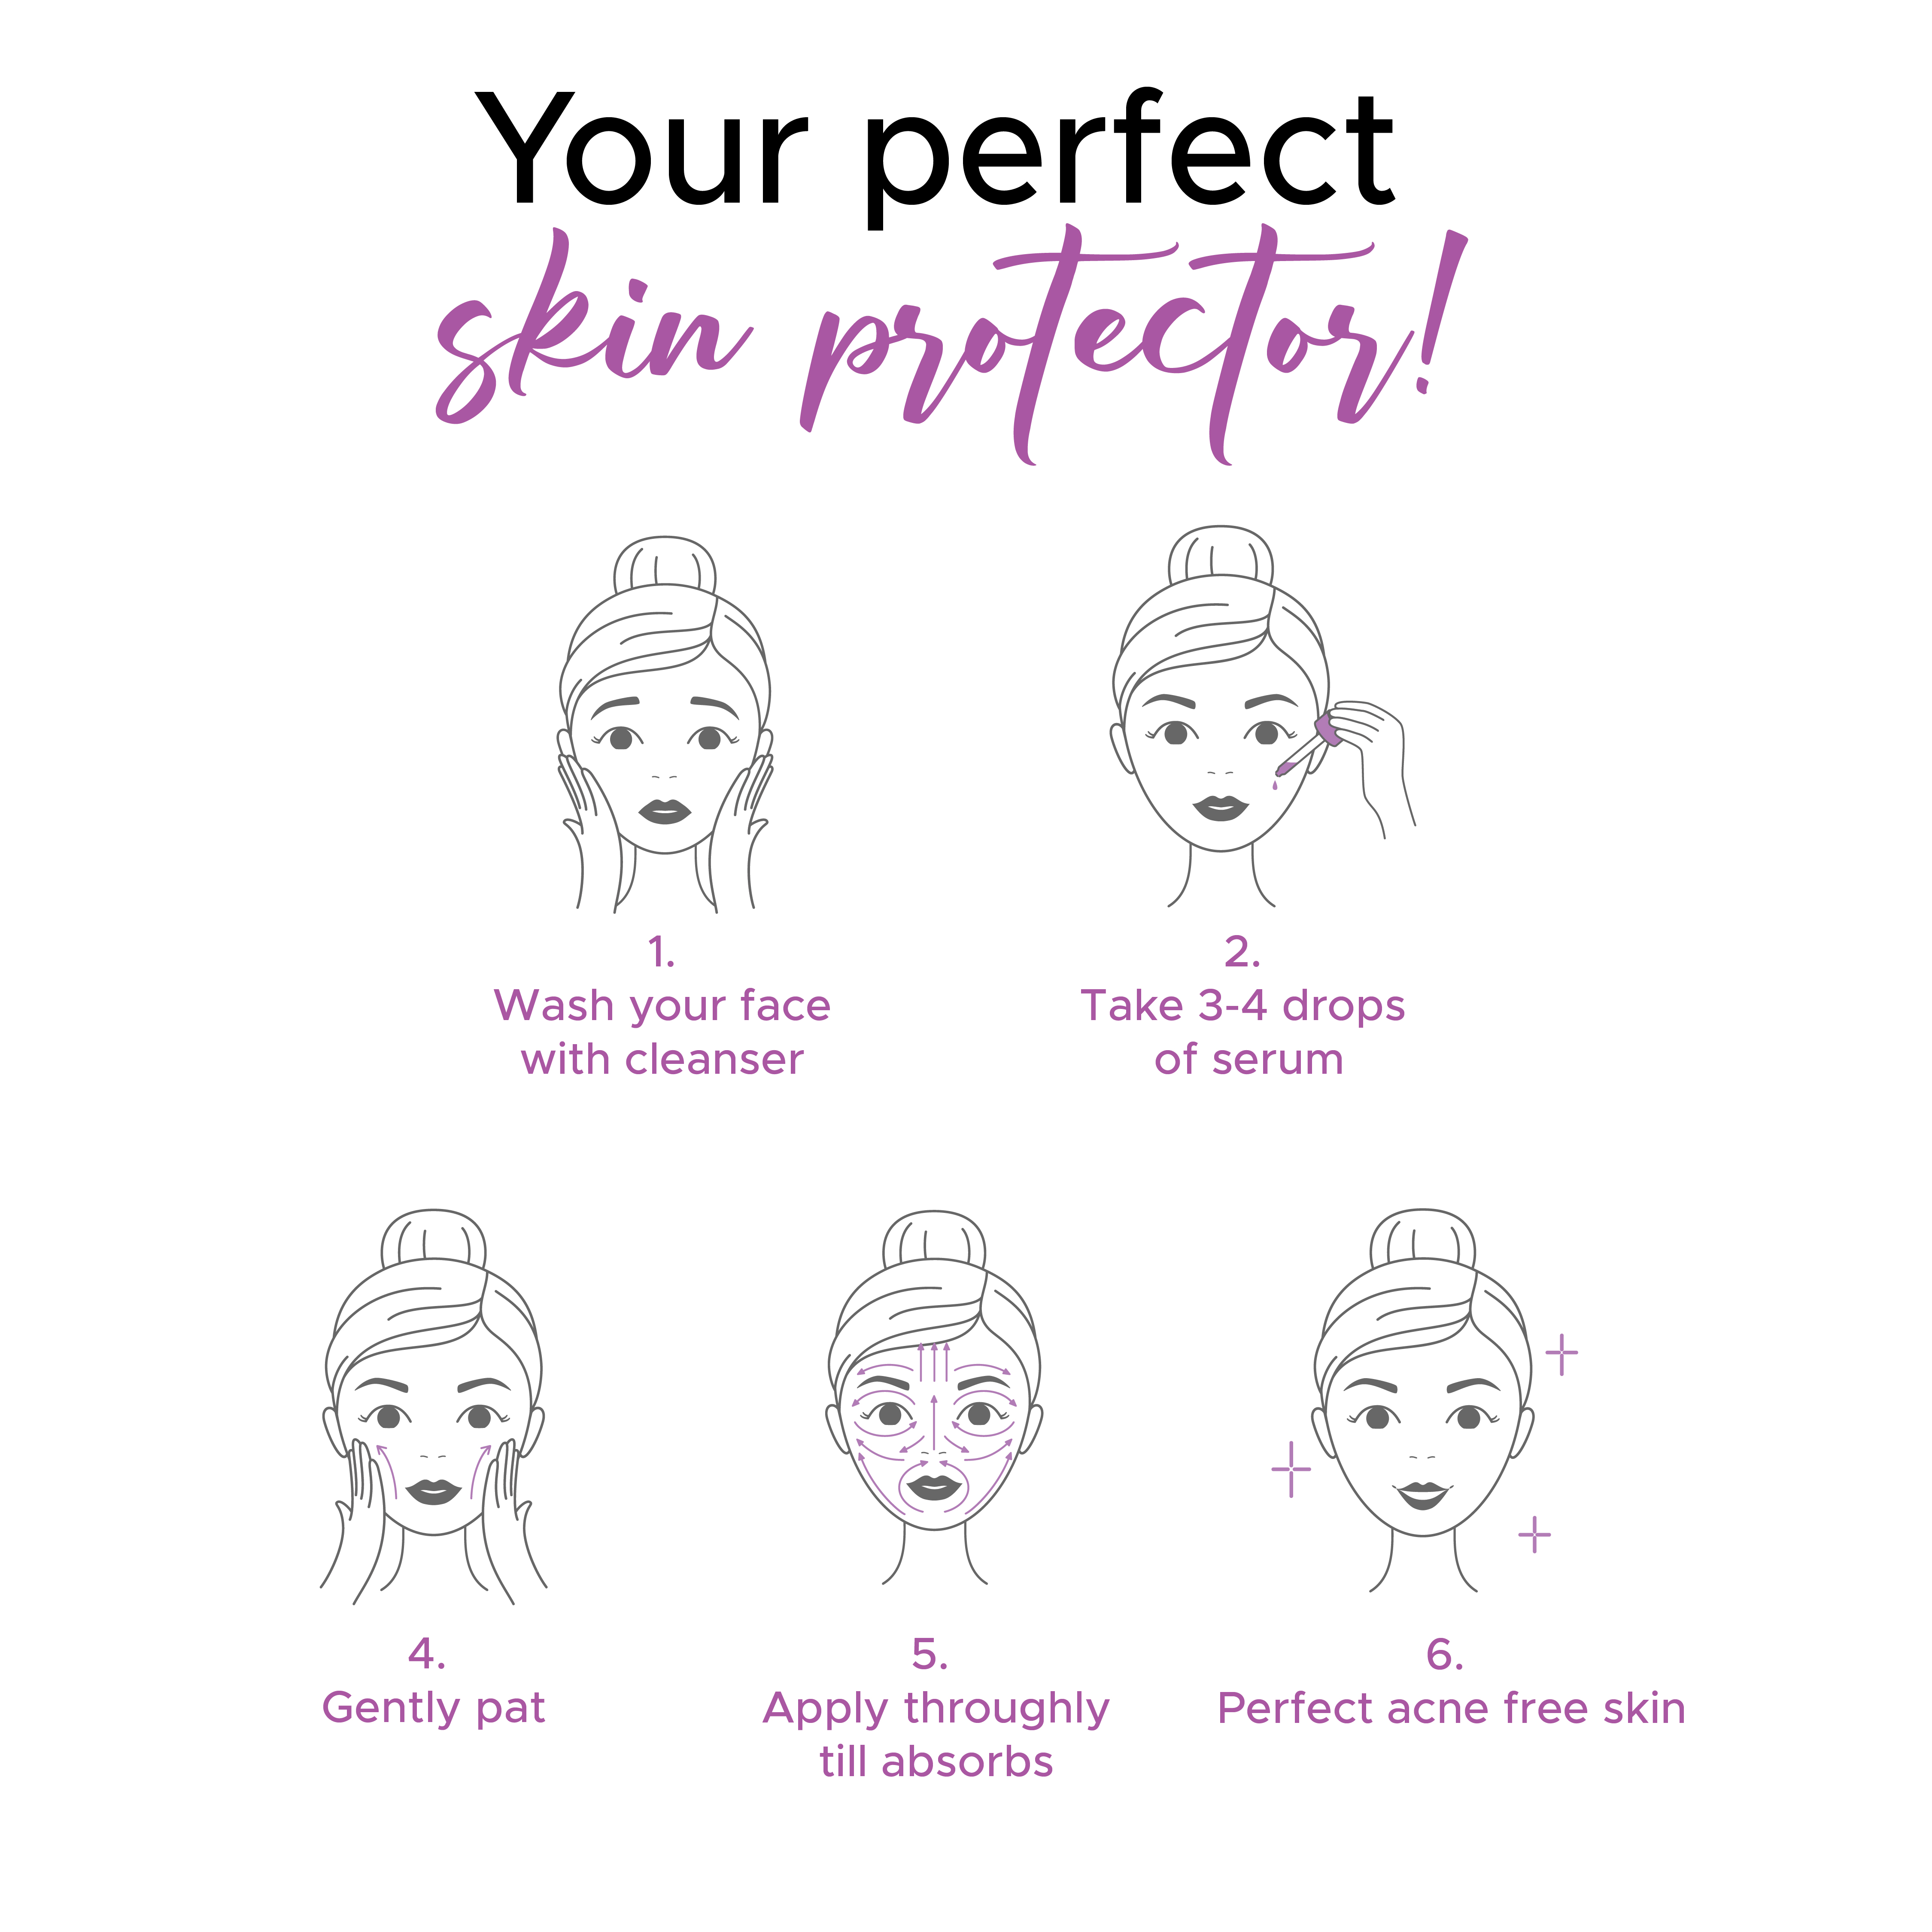 Your perfect
skin protector!
1.
Wash your face
with cleanser
2.
Take 3-4 drops
of serum
4.
Gently pat
5.
Apply throughly
till absorbs
6.
Perfect acne free skin